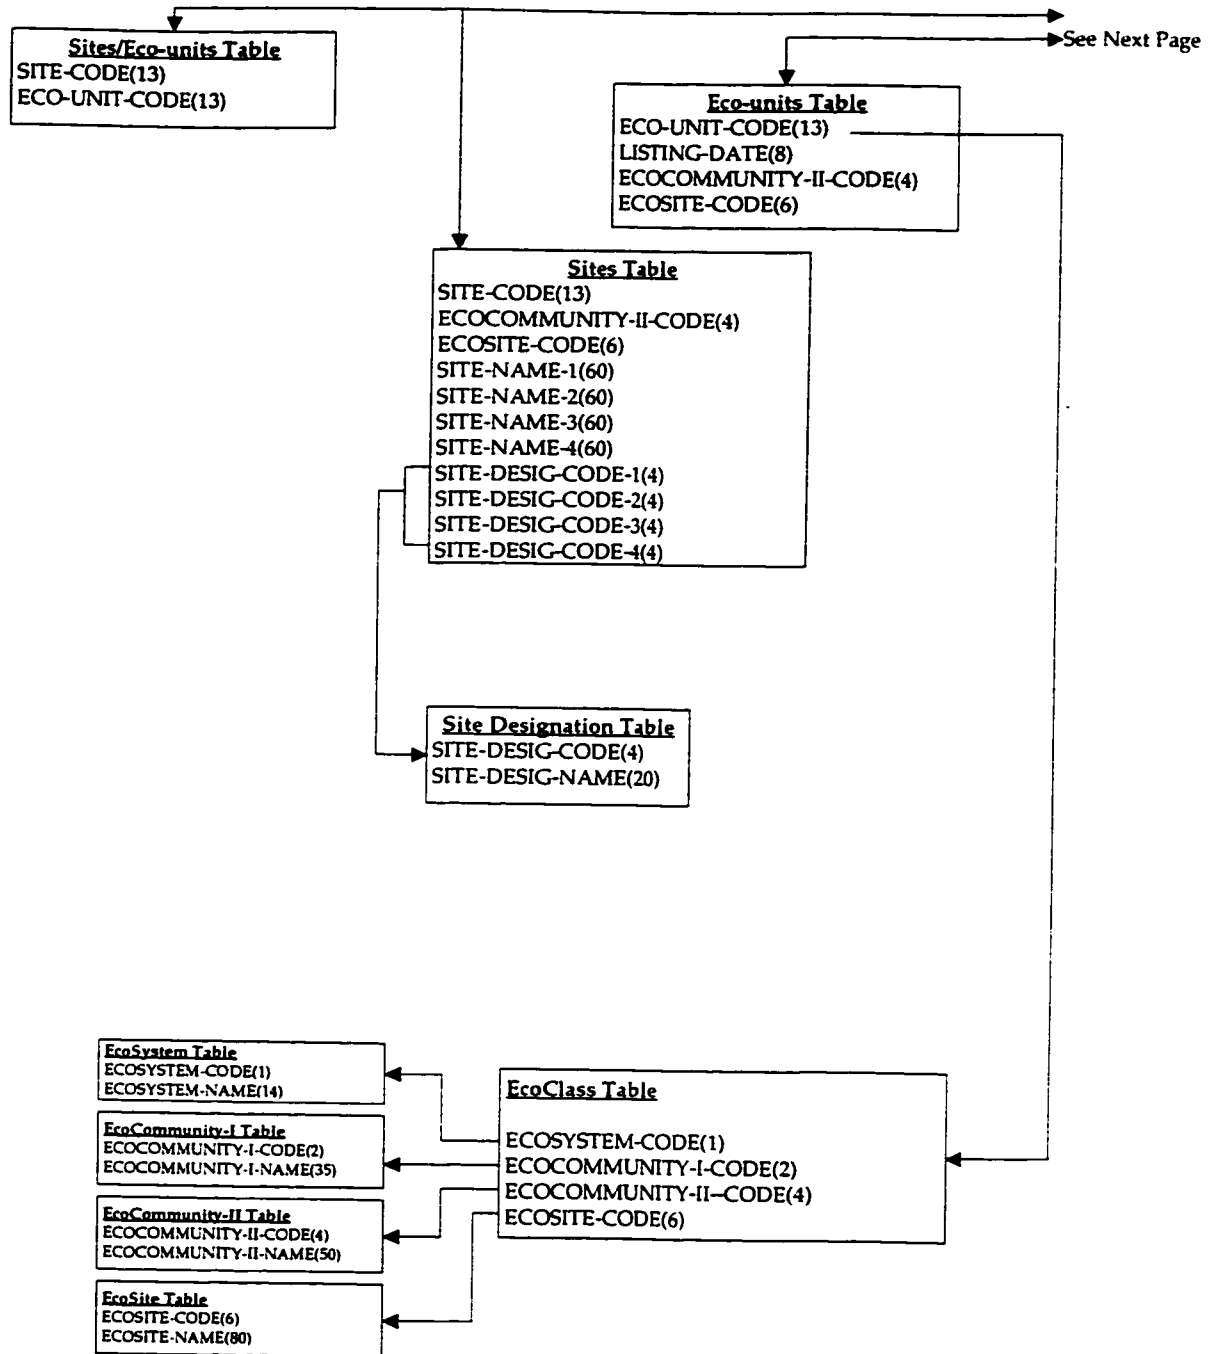 See Next Page
Sites/Eco-units Table
SITE-CODE(13)
ECO-UNIT-CODE(13)
Eco-units Table
ECO-UNIT-CODE(13)
LISTING-DATE(8)
ECOCOMMUNITY-II-CODE(4)
ECOSITE-CODE(6)
Sites Table
SITE-CODE(13)
ECOCOMMUNITY-II-CODE(4)
ECOSITE-CODE(6)
SITE-NAME-1(60)
SITE-NAME-2(60)
SITE-NAME-3(60)
SITE-NAME-4(60)
SITE-DESIG-CODE-1(4)
SITE-DESIG-CODE-2(4)
SITE-DESIG-CODE-3(4)
SITE-DESIG-CODE-4(4)
Site Designation Table
SITE-DESIG-CODE(4)
SITE-DESIG-NAME(20)
EcoSystem Table
ECOSYSTEM-CODE(1)
ECOSYSTEM-NAME(14)
EcoCommunity-I Table
ECOCOMMUNITY-I-CODE(2)
ECOCOMMUNITY-I-NAME(35)
EcoCommunity-II Table
ECOCOMMUNITY-II-CODE(4)
ECOCOMMUNITY-II-NAME(50)
EcoSite Table
ECOSITE-CODE(6)
ECOSITE-NAME(80)
EcoClass Table
ECOSYSTEM-CODE(1)
ECOCOMMUNITY-I-CODE(2)
ECOCOMMUNITY-II--CODE(4)
ECOSITE-CODE(6)